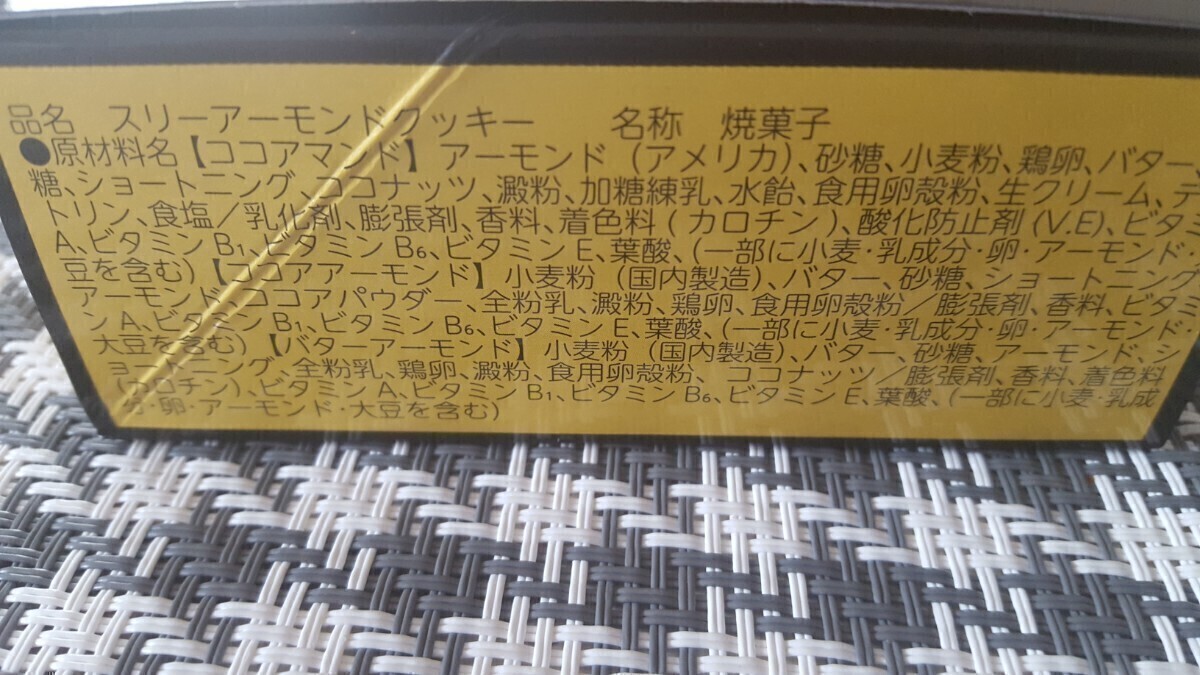 品名 スリーアーモンドクッキー 名称 焼菓子
●原材料名【ココアマンド】アーモンド（アメリカ）、砂糖、小麦粉、鶏卵、バター、
糖、ショートニング、ココナッツ、澱粉、加糖練乳、水飴、食用卵殻粉、生クリーム、デ
トリン、食塩／乳化剤、膨張剤、香料、着色料(カロチン)、酸化防止剤(V.E)、ビタミ
A、ビタミンB₁、ビタミンB₆、ビタミンE、葉酸、(一部に小麦・乳成分・卵・アーモンド・
豆を含む)【ココアアーモンド】小麦粉（国内製造）、バター、砂糖、ショートニング
アーモンド、ココアパウダー、全粉乳、澱粉、鶏卵、食用卵殻粉／膨張剤、香料、ビタミ
ンA、ビタミンB₁、ビタミンB₆、ビタミンE、葉酸、(一部に小麦・乳成分・卵・アーモンド・
大豆を含む)【バターアーモンド】小麦粉（国内製造）、バター、砂糖、アーモンド、シ
ョートニング、全粉乳、鶏卵、澱粉、食用卵殻粉、ココナッツ／膨張剤、香料、着色料
(カロチン)、ビタミンA、ビタミンB₁、ビタミンB₆、ビタミンE、葉酸、(一部に小麦・乳成
分・卵・アーモンド・大豆を含む)